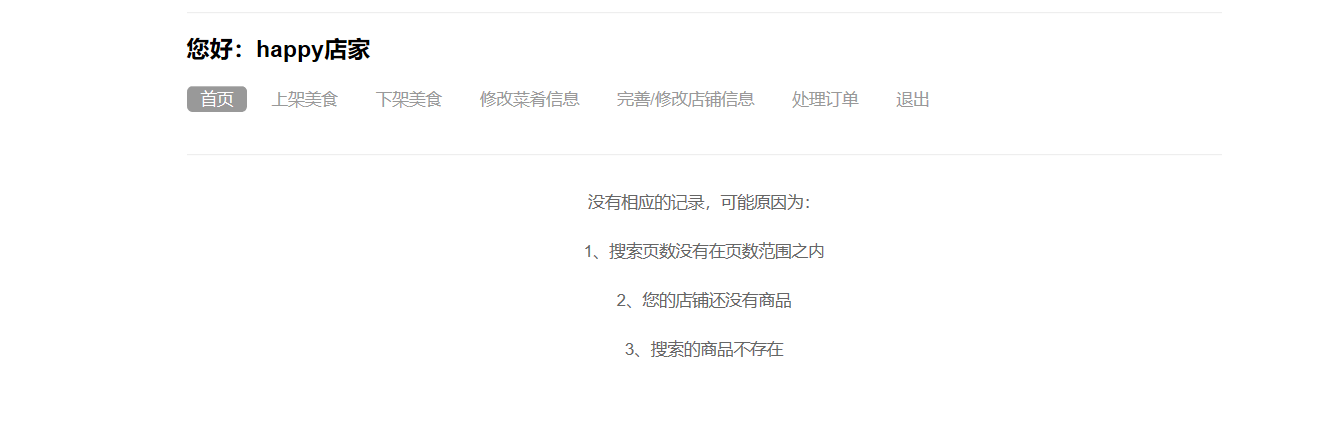 您好：happy店家
首页 上架美食 下架美食 修改菜肴信息 完善/修改店铺信息 处理订单 退出
没有相应的记录，可能原因为：
1、搜索页数没有在页数范围之内
2、您的店铺还没有商品
3、搜索的商品不存在